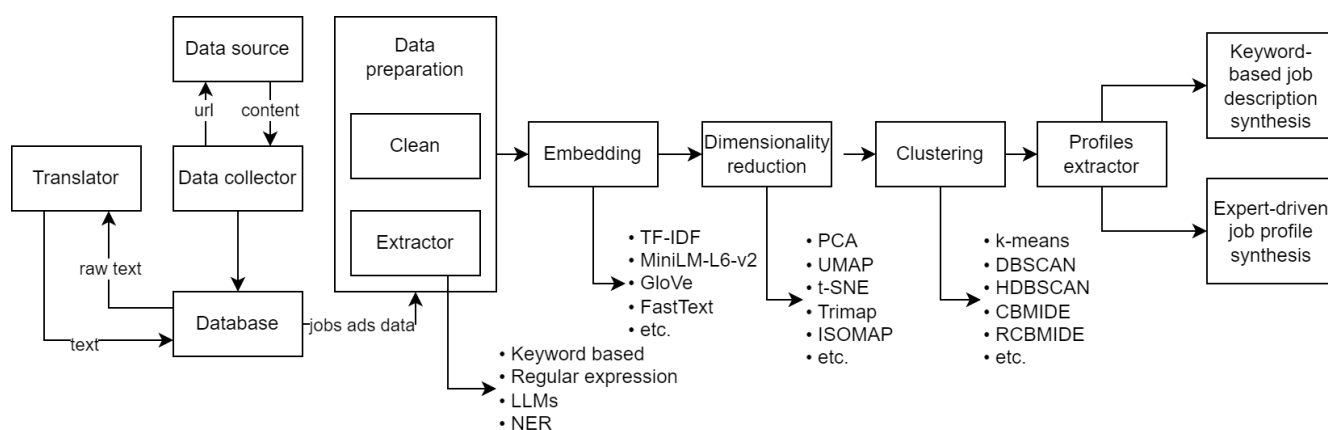 Data source
url
content
Translator
Data collector
raw text
text
Database
jobs ads data
Data
preparation
Clean
Extractor
• Keyword based
• Regular expression
• LLMs
• NER
Embedding
• TF-IDF
• MiniLM-L6-v2
• GloVe
• FastText
• etc.
Dimensionality
reduction
• PCA
• UMAP
• t-SNE
• Trimap
• ISOMAP
• etc.
Clustering
• k-means
• DBSCAN
• HDBSCAN
• CBMIDE
• RCBMIDE
• etc.
Profiles
extractor
Keyword-
based job
description
synthesis
Expert-driven
job profile
synthesis